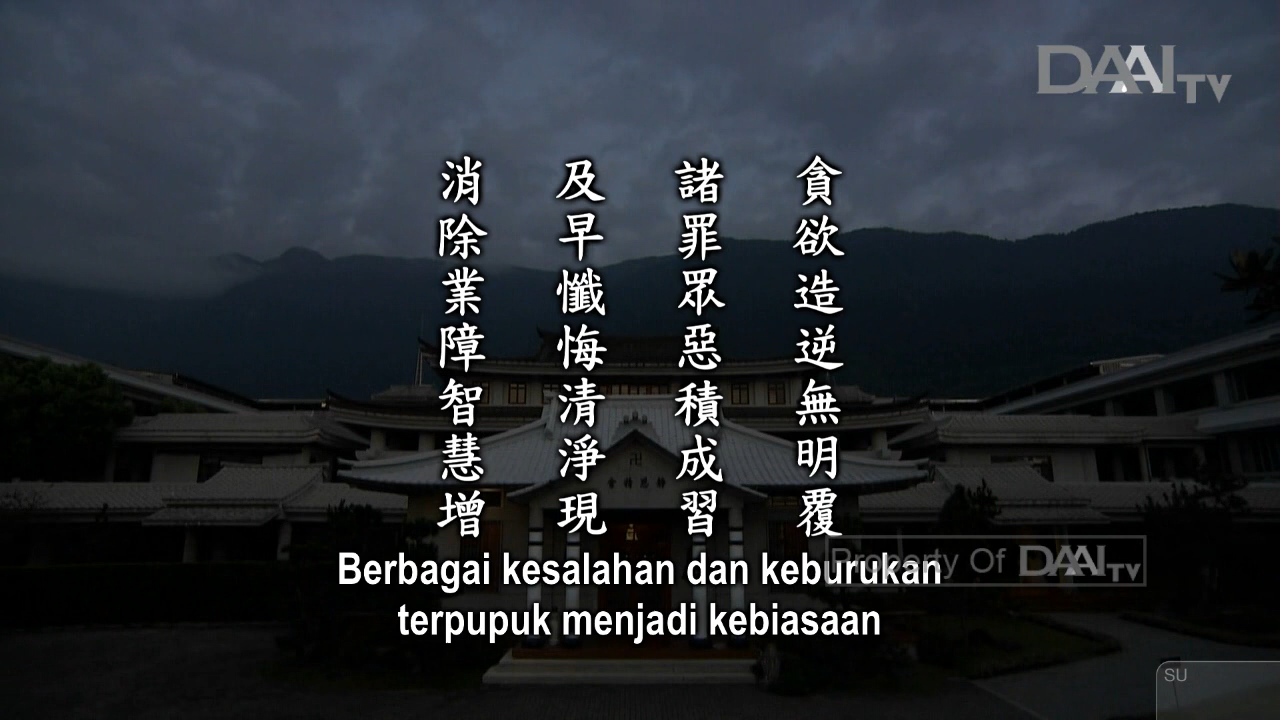 DAAI TV
貪欲造逆無明覆
諸罪眾惡積成習
及早懺悔清淨現
消除業障智慧增
Berbagai kesalahan dan keburukan
terpupuk menjadi kebiasaan
Property Of DAAI TV
SU